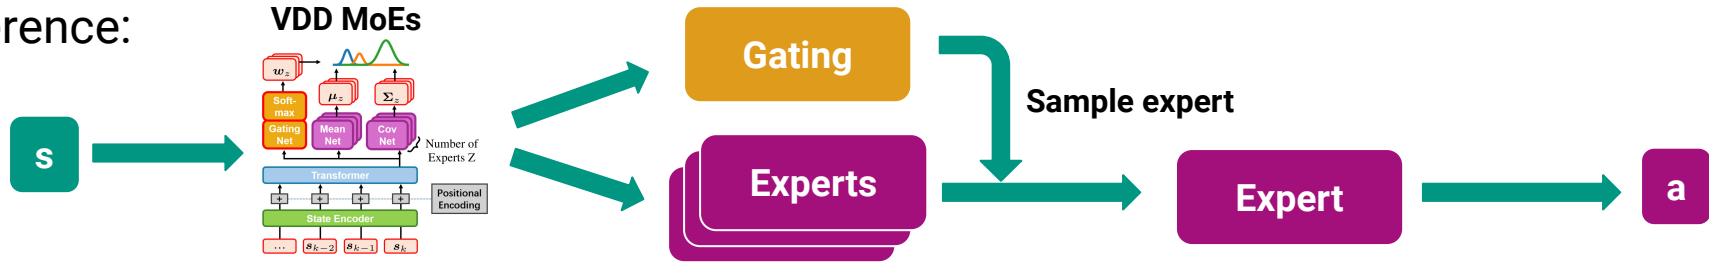 rence:
VDD MoEs
w_z
μ_z
Σ_z
Soft-
max
Gating
Net
Mean
Net
Cov
Net
Number of
Experts Z
Transformer
Positional
Encoding
+ + + +
State Encoder
... s_{k-2} s_{k-1} s_k
s
Gating
Sample expert
Experts
Expert
a